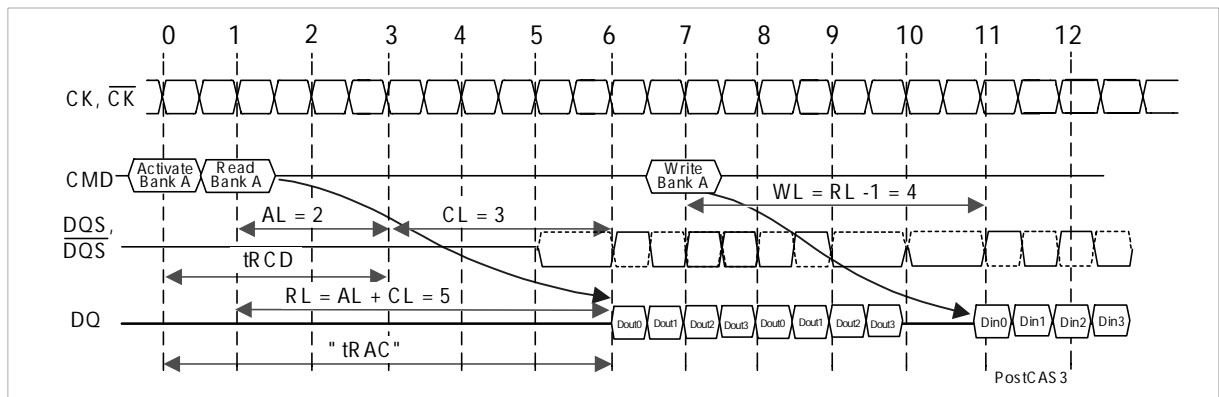 0 1 2 3 4 5 6 7 8 9 10 11 12
CK, CK
CMD
Activate
Bank A
Read
Bank A
Write
Bank A
WL = RL -1 = 4
AL = 2
CL = 3
DQS,
DQS
tRCD
RL = AL + CL = 5
DQ
Dout0 Dout1 Dout2 Dout3 Dout0 Dout1 Dout2 Dout3
Din0 Din1 Din2 Din3
"tRAC"
PostCAS3